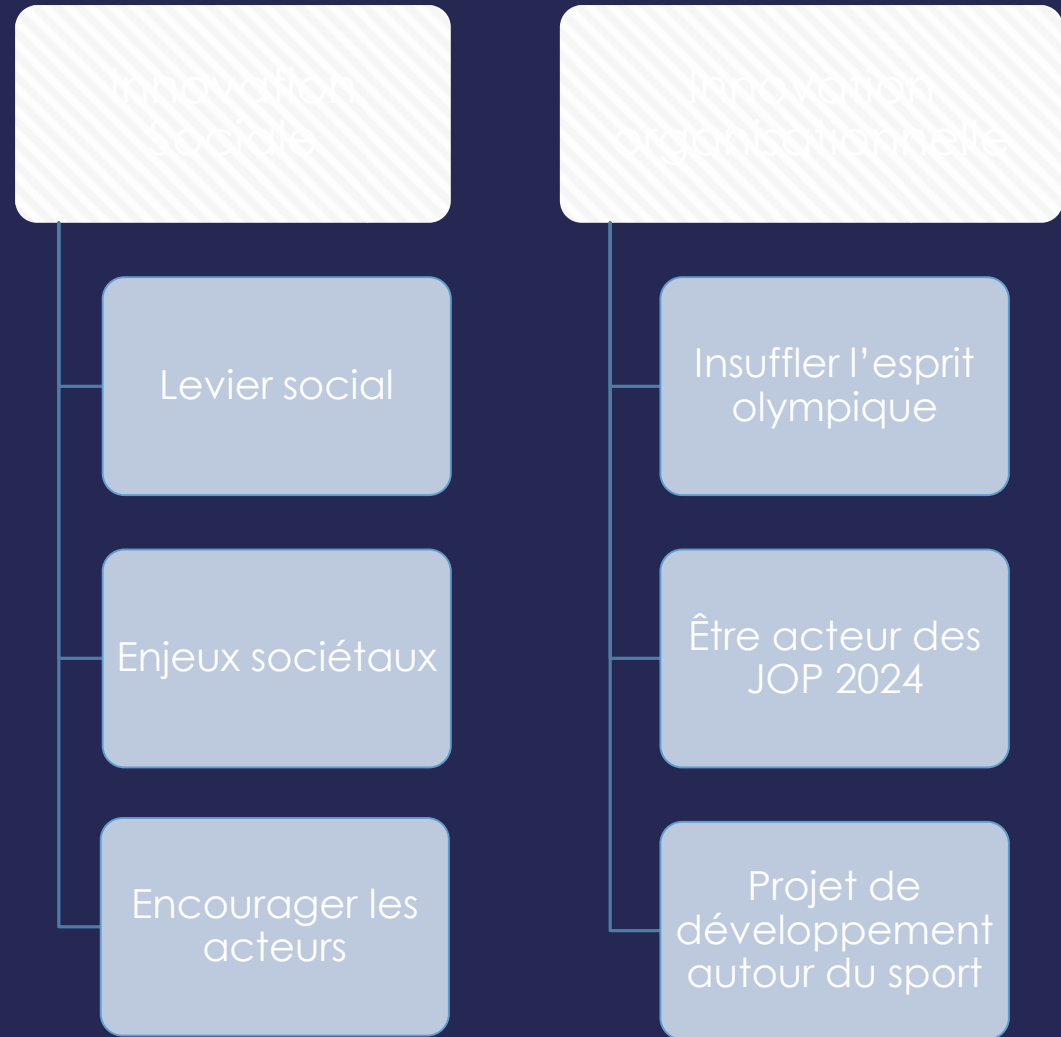 Innovation
Sociale
Levier social
Enjeux sociétaux
Encourager les
acteurs
Innovation
organisationnelle
Insuffler l’esprit
olympique
Être acteur des
JOP 2024
Projet de
développement
autour du sport